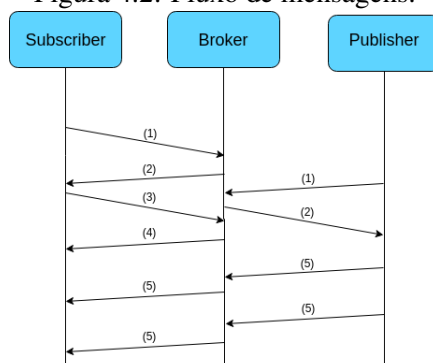 Figura 4.2: Fluxo de mensagens.
Subscriber
Broker
Publisher
(1)
(2)
(1)
(3)
(2)
(4)
(5)
(5)
(5)
(5)